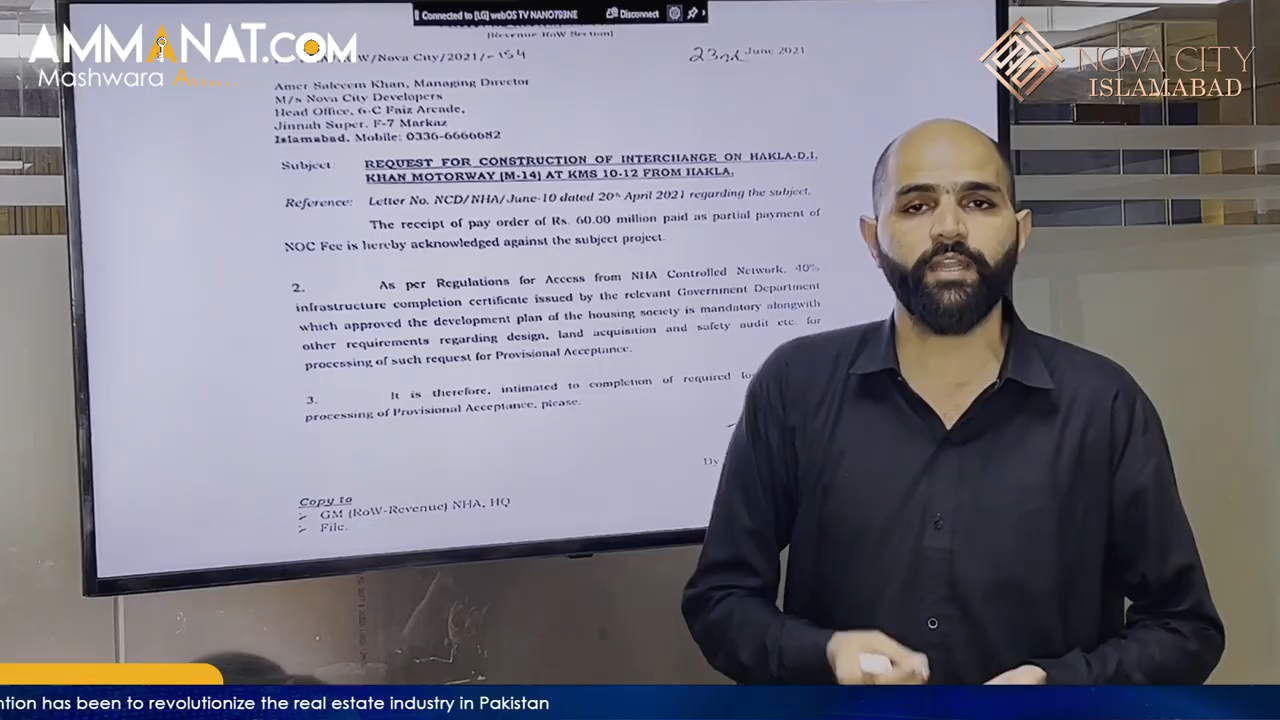 Connected to [LG] webOS TV NANO793NE Disconnect
AMMANAT.COM
Mashwara
NOVA CITY
ISLAMABAD
(Revenue RoW Section)
/Nova City/2021/- 154
23rd June, 2021
Amer Saleem Khan, Managing Director
M/s Nova City Developers
Head Office, 6-C Faiz Arcade,
Jinnah Super, F-7 Markaz
Islamabad, Mobile: 0336-6666682
Subject: REQUEST FOR CONSTRUCTION OF INTERCHANGE ON HAKLA-D.I.
KHAN MOTORWAY (M-14) AT KMS 10-12 FROM HAKLA.
Reference: Letter No. NCD/NHA/June-10 dated 20th April 2021 regarding the subject.
The receipt of pay order of Rs. 60.00 million paid as partial payment of
NOC Fee is hereby acknowledged against the subject project.
2. As per Regulations for Access from NHA Controlled Network, 40%
infrastructure completion certificate issued by the relevant Government Department
which approved the development plan of the housing society is mandatory alongwith
other requirements regarding design, land acquisition and safety audit etc. for
processing of such request for Provisional Acceptance.
3. It is therefore, intimated to completion of required
processing of Provisional Acceptance, please.
Dy
Copy to
➢ GM (RoW-Revenue) NHA, HQ
➢ File.
ntion has been to revolutionize the real estate industry in Pakistan